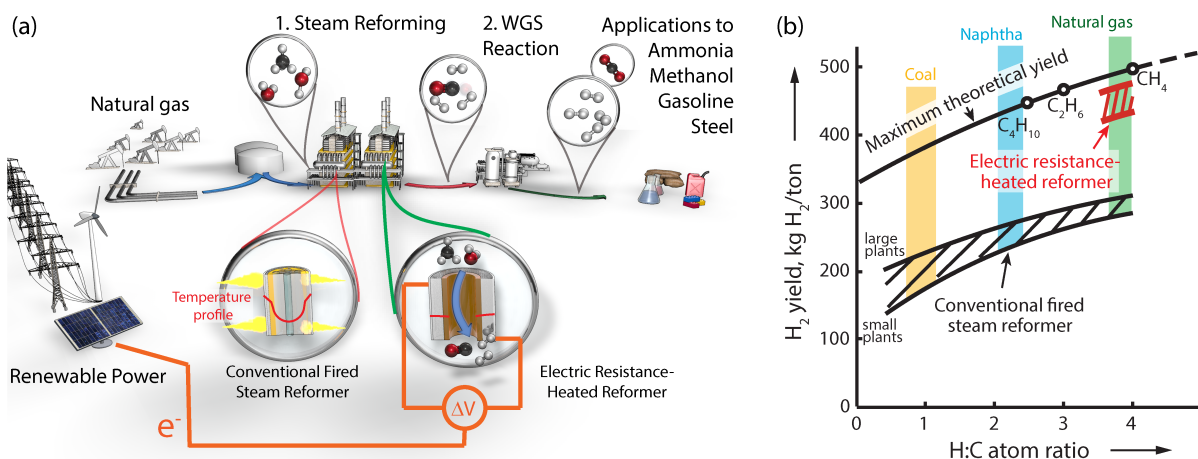 (a)
1. Steam Reforming
2. WGS
Reaction
Applications to
Ammonia
Methanol
Gasoline
Steel
Natural gas
Temperature
profile
Renewable Power
Conventional Fired
Steam Reformer
Electric Resistance-
Heated Reformer
e-
ΔV
(b)
H₂ yield, kg H₂/ton
500
400
300
200
100
0
Coal
Naphtha
Natural gas
Maximum theoretical yield
C₄H₁₀
C₂H₆
CH₄
Electric resistance-
heated reformer
large
plants
small
plants
Conventional fired
steam reformer
0
1
2
3
4
H:C atom ratio